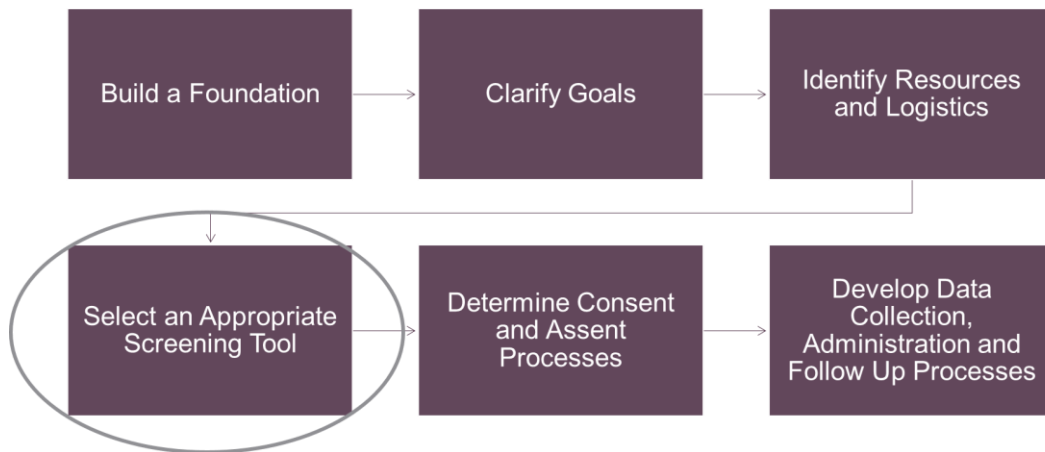 Build a Foundation
Clarify Goals
Identify Resources
and Logistics
Select an Appropriate
Screening Tool
Determine Consent
and Assent
Processes
Develop Data
Collection,
Administration and
Follow Up Processes